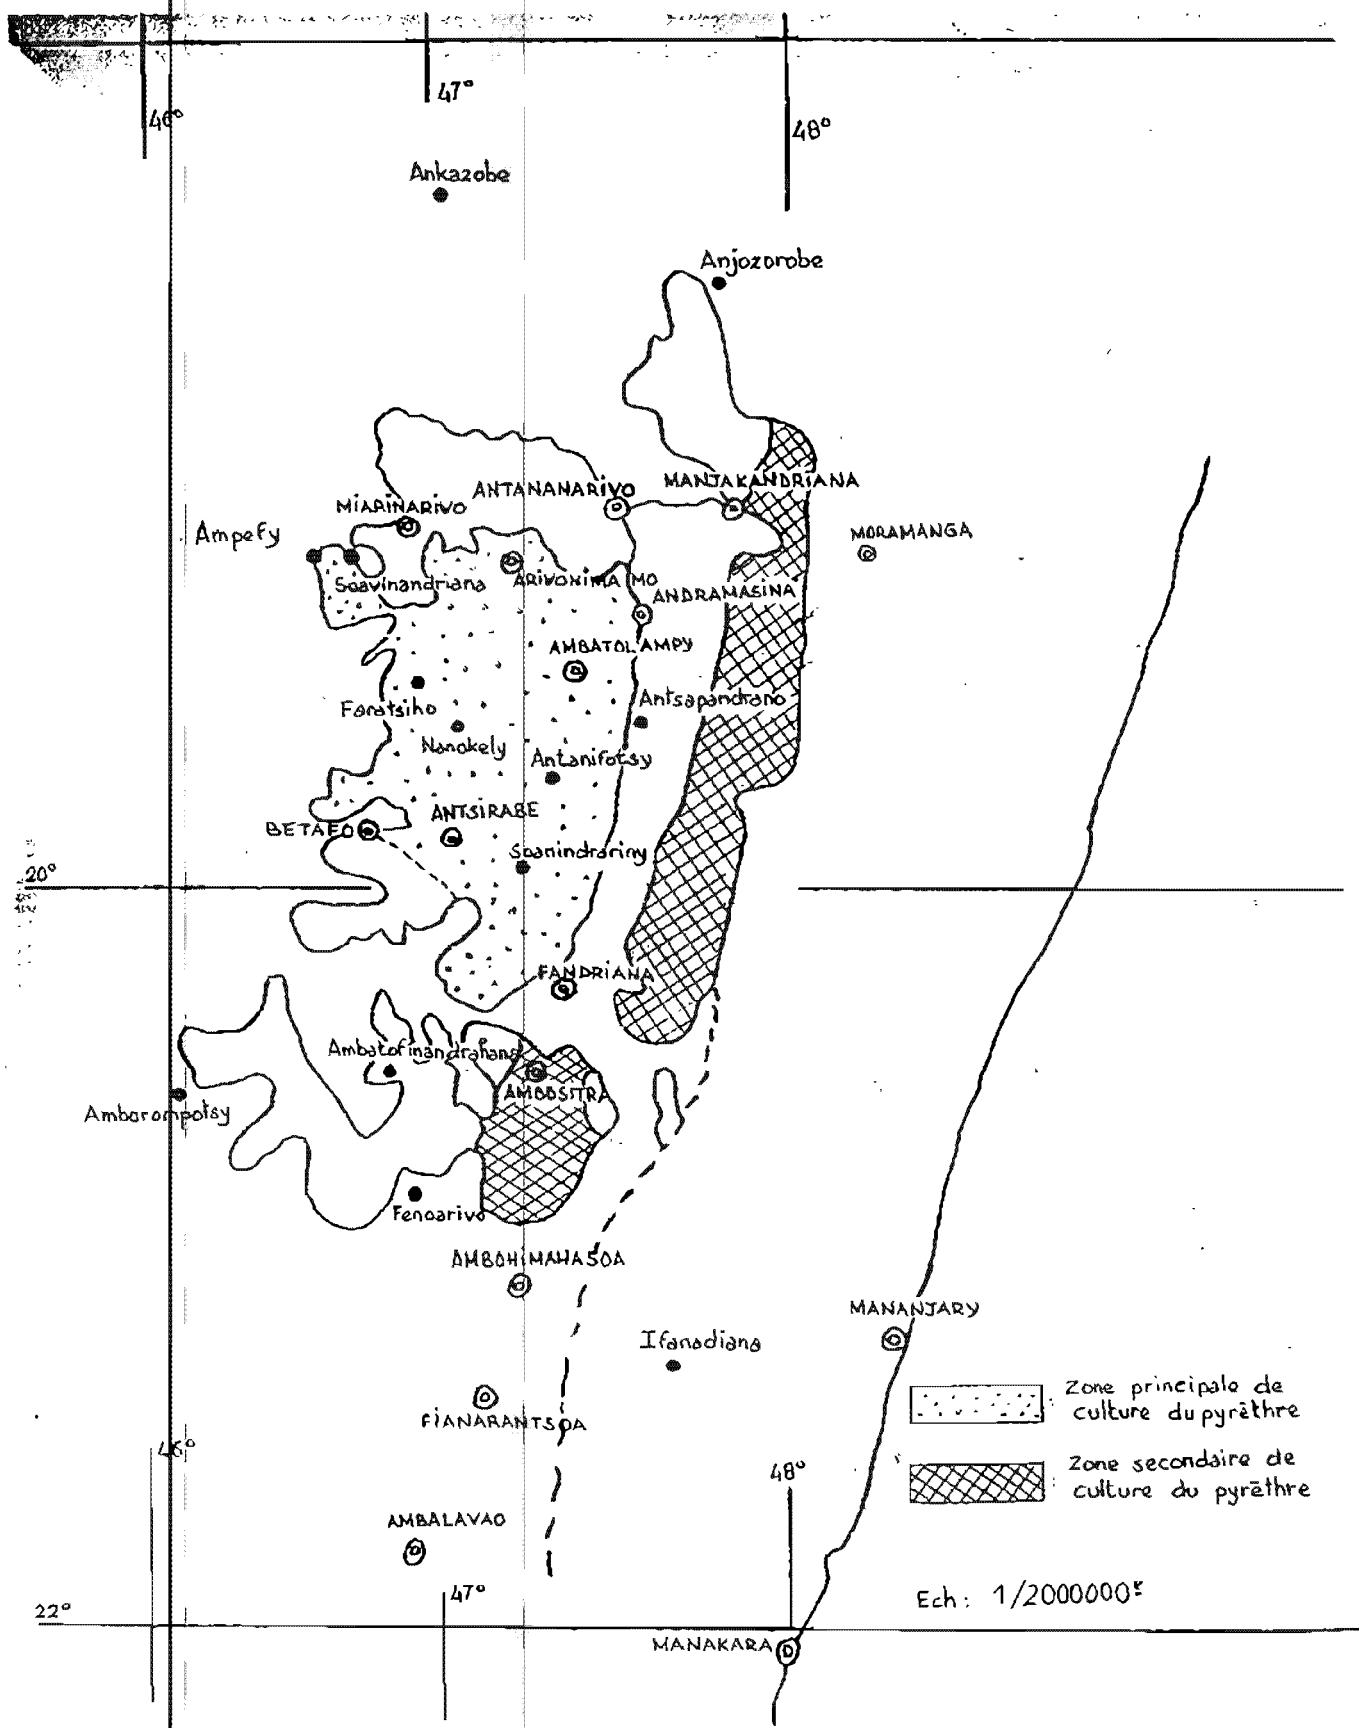 47°
46°
48°
Ankazobe
Anjozorobe
MANJAKANDRIANA
ANTANANARIVO
MIARINARIVO
Ampefy
MORAMANGA
Soavinandriana
ARIVONIMAMO
ANDRAMASINA
AMBATOLAMPY
Antsapandrano
Faratsiho
Nanokely
Antanifotsy
ANTSIRABE
BETAFO
Soanindrariny
20°
FANDRIANA
Ambatofinandrahana
AMBOSITRA
Amborompotsy
Fenoarivo
AMBOHIMAHASOA
MANANJARY
Ifanadiana
Zone principale de
culture du pyrèthre
FIANARANTSOA
46°
Zone secondaire de
culture du pyrèthre
48°
AMBALAVAO
47°
Ech: 1/2000000
22°
MANAKARA